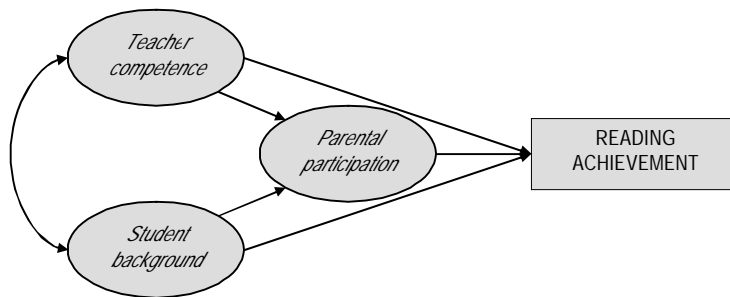 Teacher
competence
Parental
participation
READING
ACHIEVEMENT
Student
background